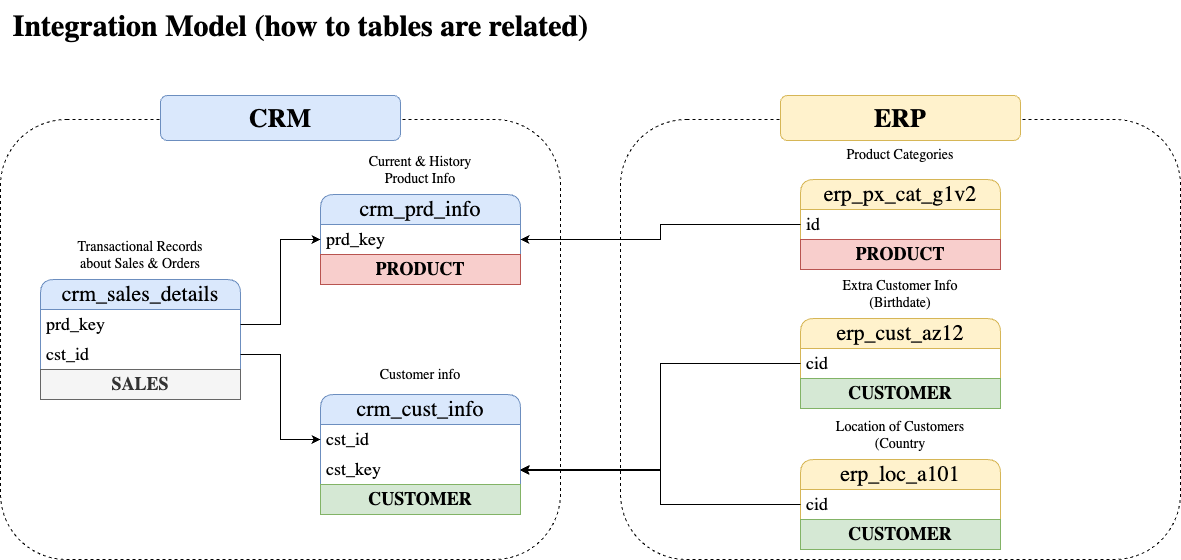 Integration Model (how to tables are related)
CRM
Current & History
Product Info
crm_prd_info
prd_key
PRODUCT
Transactional Records
about Sales & Orders
crm_sales_details
prd_key
cst_id
SALES
Customer info
crm_cust_info
cst_id
cst_key
CUSTOMER
ERP
Product Categories
erp_px_cat_g1v2
id
PRODUCT
Extra Customer Info
(Birthdate)
erp_cust_az12
cid
CUSTOMER
Location of Customers
(Country
erp_loc_a101
cid
CUSTOMER